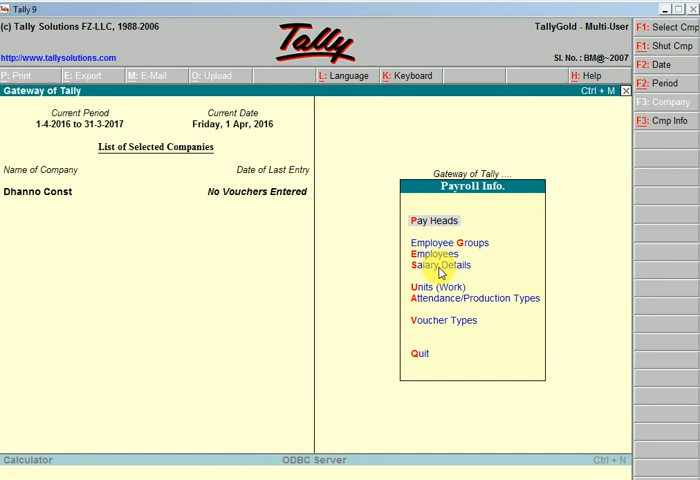 Tally 9
(c) Tally Solutions FZ-LLC, 1988-2006
Tally
TallyGold - Multi-User
http://www.tallysolutions.com
Sl. No. : BM@~2007
P: Print E: Export M: E-Mail O: Upload L: Language K: Keyboard H: Help
Gateway of Tally Ctrl + M
Current Period Current Date
1-4-2016 to 31-3-2017 Friday, 1 Apr, 2016
List of Selected Companies
Name of Company Date of Last Entry
Dhanno Const No Vouchers Entered
Gateway of Tally ....
Payroll Info.
Pay Heads
Employee Groups
Employees
Salary Details
Units (Work)
Attendance/Production Types
Voucher Types
Quit
F1: Select Cmp
F1: Shut Cmp
F2: Date
F2: Period
F3: Company
F3: Cmp Info
Calculator ODBC Server Ctrl + N